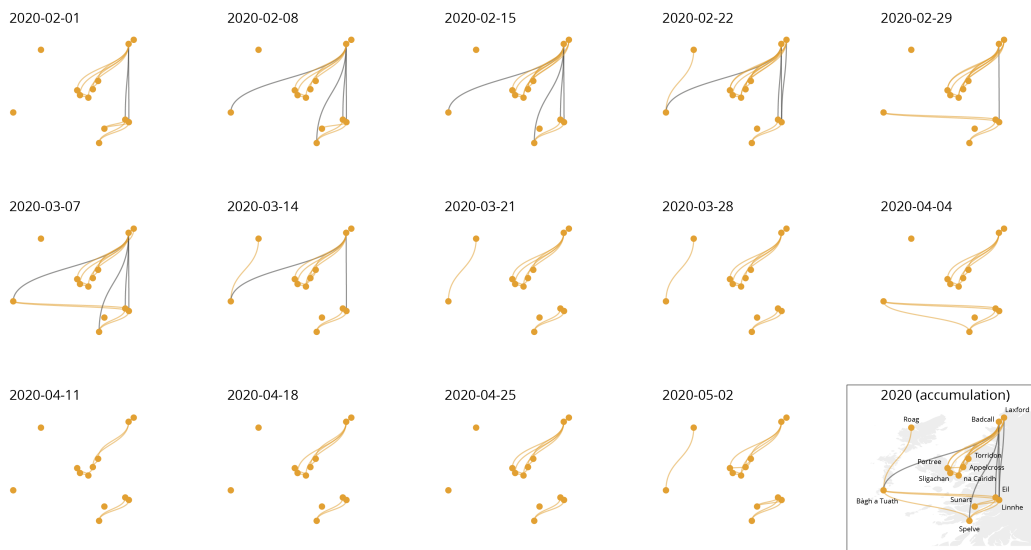 2020-02-01
2020-02-08
2020-02-15
2020-02-22
2020-02-29
2020-03-07
2020-03-14
2020-03-21
2020-03-28
2020-04-04
2020-04-11
2020-04-18
2020-04-25
2020-05-02
2020 (accumulation)
Laxford
Roag
Badcall
Torridon
Portree
Appelcross
Sligachan
na Cairidh
Eil
Bàgh a Tuath
Sunart
Linnhe
Spelve